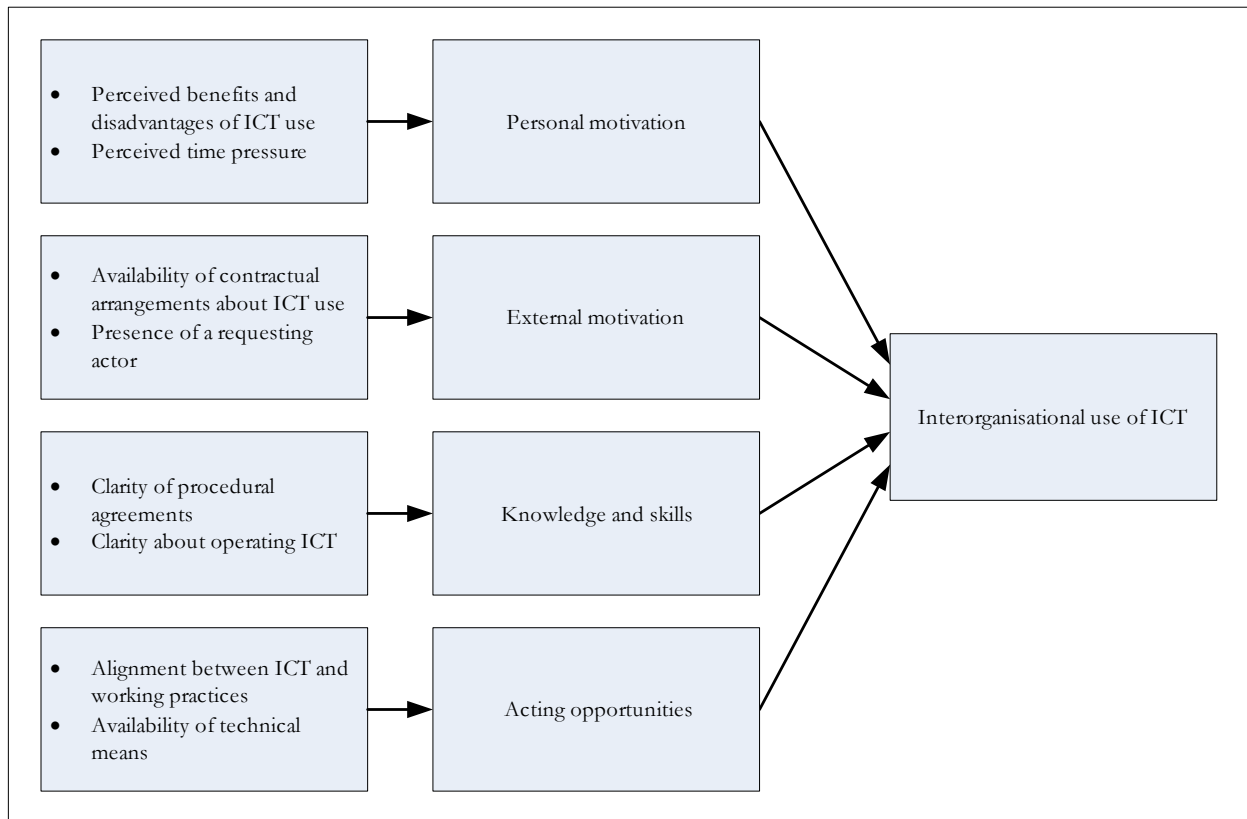 • Perceived benefits and
disadvantages of ICT use
• Perceived time pressure
Personal motivation
• Availability of contractual
arrangements about ICT use
• Presence of a requesting
actor
External motivation
Interorganisational use of ICT
• Clarity of procedural
agreements
• Clarity about operating ICT
Knowledge and skills
• Alignment between ICT and
working practices
• Availability of technical
means
Acting opportunities